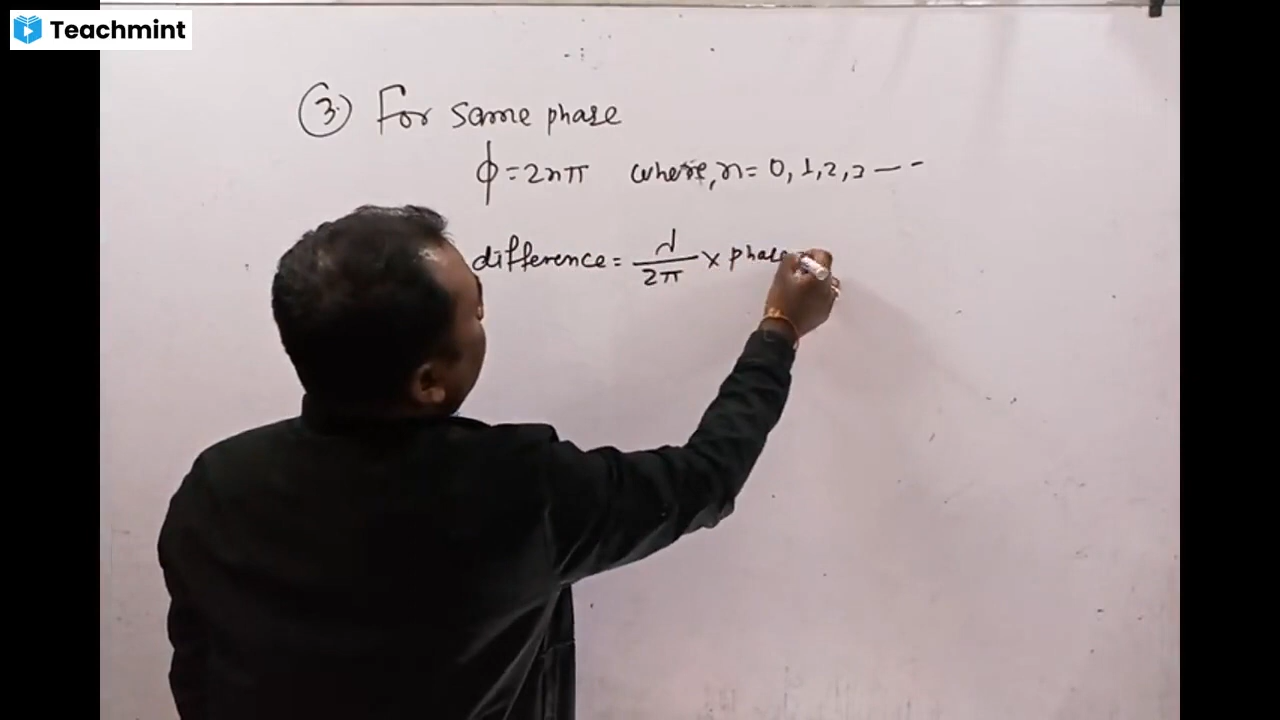 Teachmint
③ For same phase
ϕ = 2nπ where, n = 0, 1, 2, 3 — -
difference = λ/2π × phase